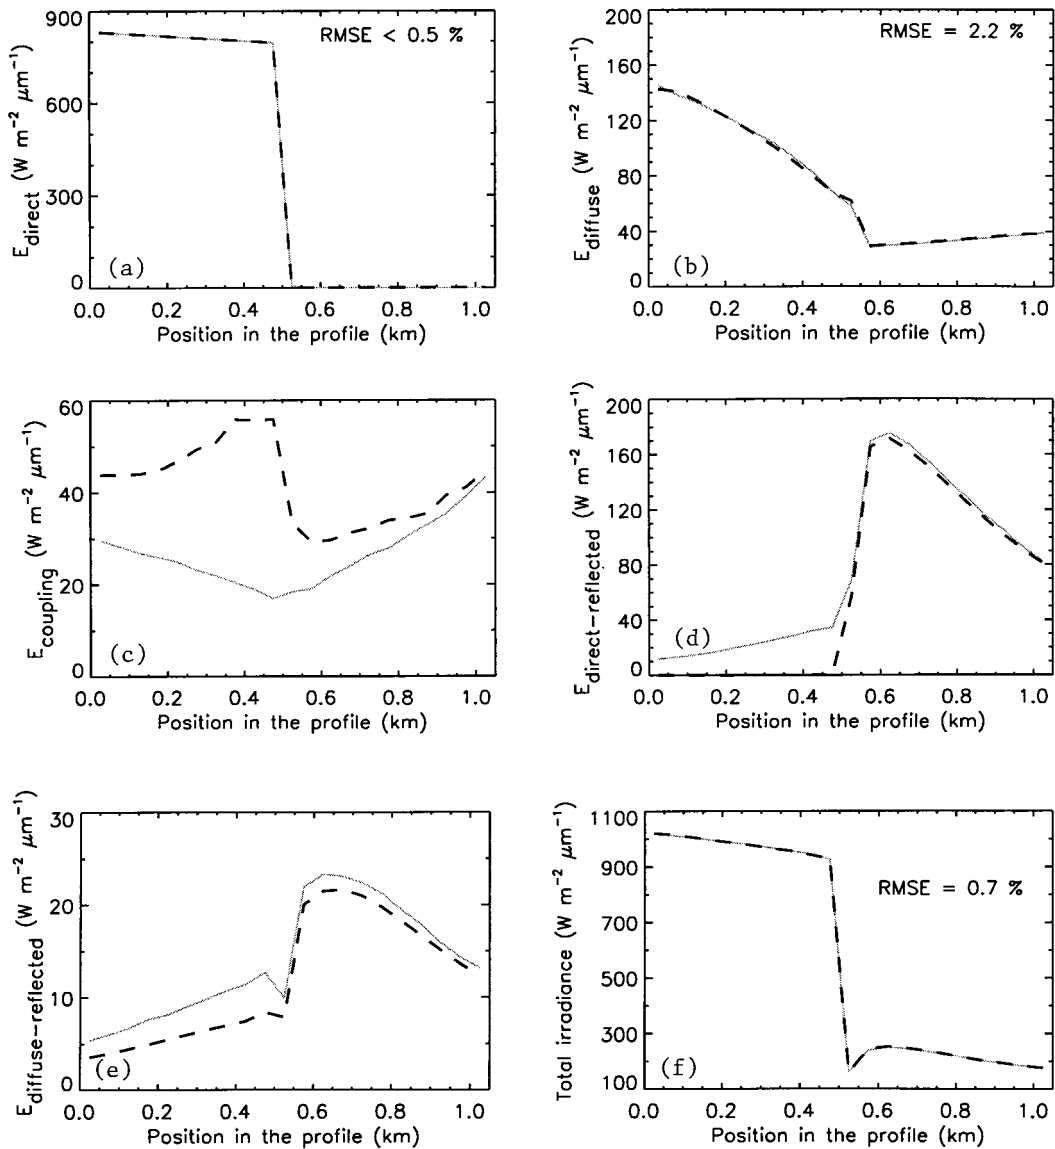 RMSE < 0.5 %
E_direct (W m⁻² μm⁻¹)
900
600
300
0
(a)
0.0 0.2 0.4 0.6 0.8 1.0
Position in the profile (km)
RMSE = 2.2 %
E_diffuse (W m⁻² μm⁻¹)
200
160
120
80
40
0
(b)
0.0 0.2 0.4 0.6 0.8 1.0
Position in the profile (km)
E_coupling (W m⁻² μm⁻¹)
60
40
20
0
(c)
0.0 0.2 0.4 0.6 0.8 1.0
Position in the profile (km)
E_direct−reflected (W m⁻² μm⁻¹)
200
160
120
80
40
0
(d)
0.0 0.2 0.4 0.6 0.8 1.0
Position in the profile (km)
E_diffuse−reflected (W m⁻² μm⁻¹)
30
20
10
0
(e)
0.0 0.2 0.4 0.6 0.8 1.0
Position in the profile (km)
Total irradiance (W m⁻² μm⁻¹)
1100
900
700
500
300
100
RMSE = 0.7 %
(f)
0.0 0.2 0.4 0.6 0.8 1.0
Position in the profile (km)